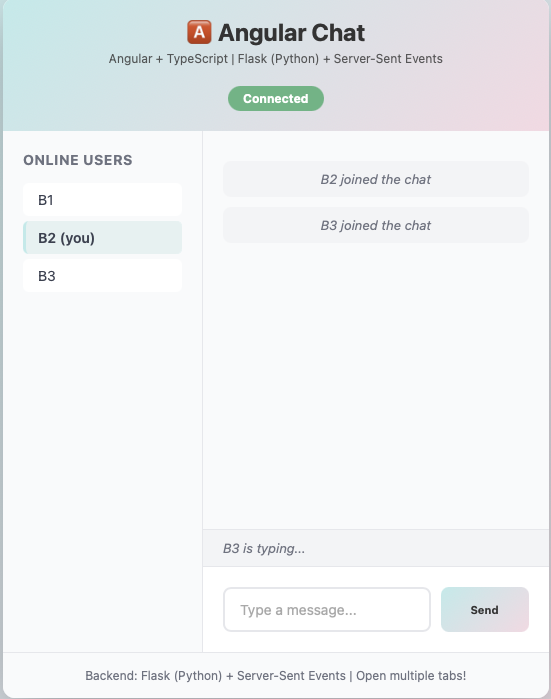 🅰️ Angular Chat
Angular + TypeScript | Flask (Python) + Server-Sent Events
Connected
ONLINE USERS
B1
B2 (you)
B3
B2 joined the chat
B3 joined the chat
B3 is typing...
Type a message...
Send
Backend: Flask (Python) + Server-Sent Events | Open multiple tabs!